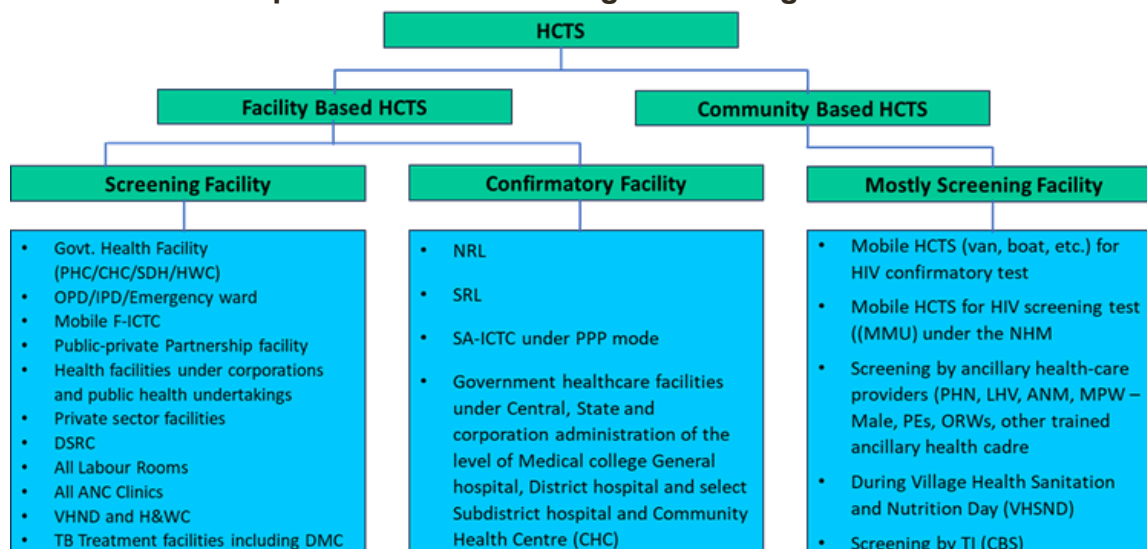 HCTS
Facility Based HCTS
Community Based HCTS
Screening Facility
Confirmatory Facility
Mostly Screening Facility
• Govt. Health Facility
(PHC/CHC/SDH/HWC)
• OPD/IPD/Emergency ward
• Mobile F-ICTC
• Public-private Partnership facility
• Health facilities under corporations
and public health undertakings
• Private sector facilities
• DSRC
• All Labour Rooms
• All ANC Clinics
• VHND and H&WC
• TB Treatment facilities including DMC
• NRL
• SRL
• SA-ICTC under PPP mode
• Government healthcare facilities
under Central, State and
corporation administration of the
level of Medical college General
hospital, District hospital and select
Subdistrict hospital and Community
Health Centre (CHC)
• Mobile HCTS (van, boat, etc.) for
HIV confirmatory test
• Mobile HCTS for HIV screening test
((MMU) under the NHM
• Screening by ancillary health-care
providers (PHN, LHV, ANM, MPW –
Male, PEs, ORWs, other trained
ancillary health cadre
• During Village Health Sanitation
and Nutrition Day (VHSND)
• Screening by TI (CBS)